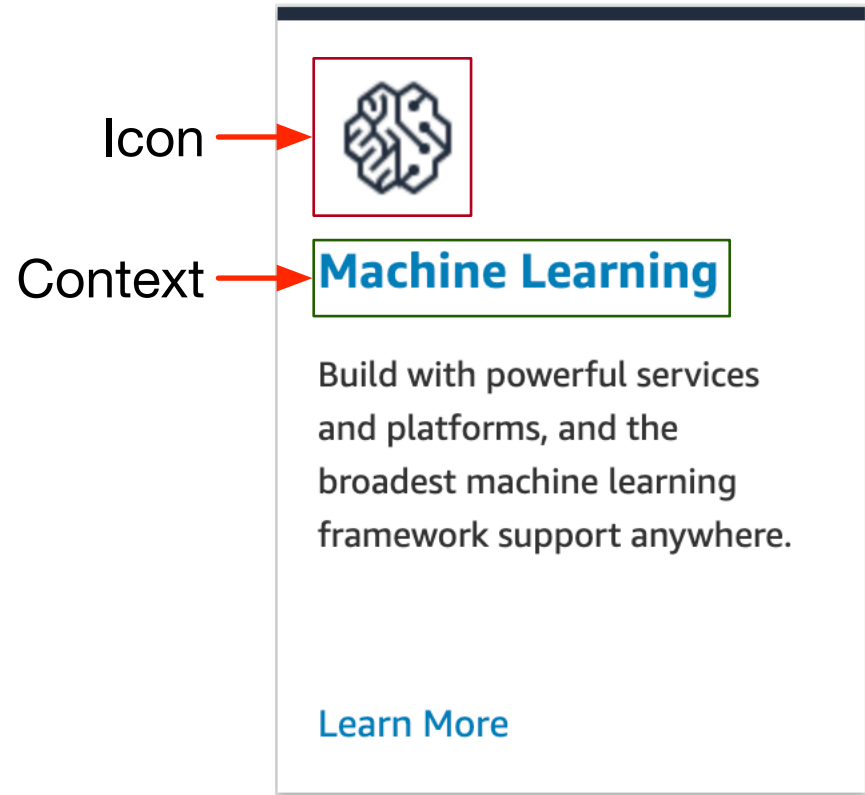 Icon
Context
Machine Learning
Build with powerful services
and platforms, and the
broadest machine learning
framework support anywhere.
Learn More